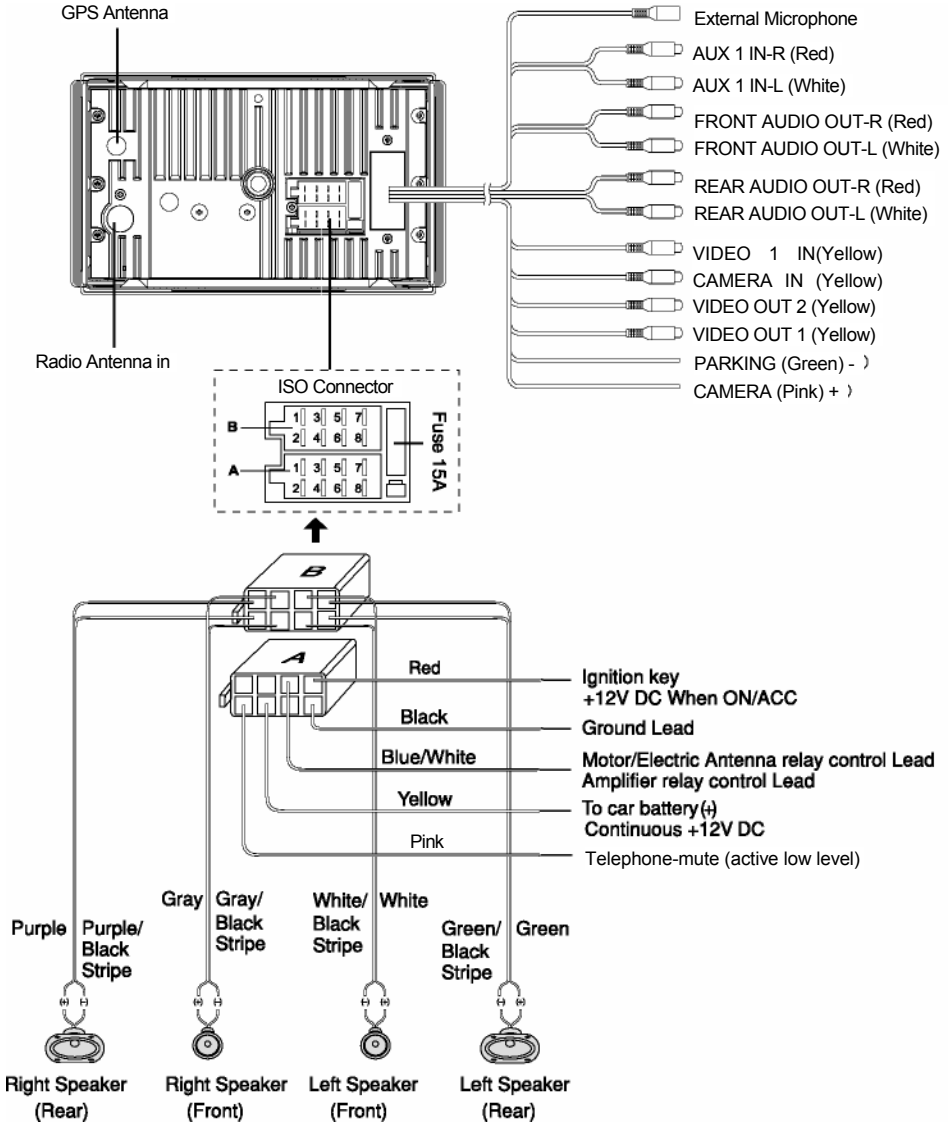 GPS Antenna
External Microphone
AUX 1 IN-R (Red)
AUX 1 IN-L (White)
FRONT AUDIO OUT-R (Red)
FRONT AUDIO OUT-L (White)
REAR AUDIO OUT-R (Red)
REAR AUDIO OUT-L (White)
VIDEO 1 IN(Yellow)
CAMERA IN (Yellow)
VIDEO OUT 2 (Yellow)
VIDEO OUT 1 (Yellow)
PARKING (Green) - )
CAMERA (Pink) + )
Radio Antenna in
ISO Connector
B
1 3 5 7
2 4 6 8
A
1 3 5 7
2 4 6 8
Fuse 15A
B
A
Red
Ignition key
+12V DC When ON/ACC
Black
Ground Lead
Blue/White
Motor/Electric Antenna relay control Lead
Amplifier relay control Lead
Yellow
To car battery(+)
Continuous +12V DC
Pink
Telephone-mute (active low level)
Purple
Purple/
Black
Stripe
Gray
Gray/
Black
Stripe
White/
Black
Stripe
White
Green/
Black
Stripe
Green
(+) (-)
(+) (-)
(-) (+)
(-) (+)
Right Speaker
(Rear)
Right Speaker
(Front)
Left Speaker
(Front)
Left Speaker
(Rear)